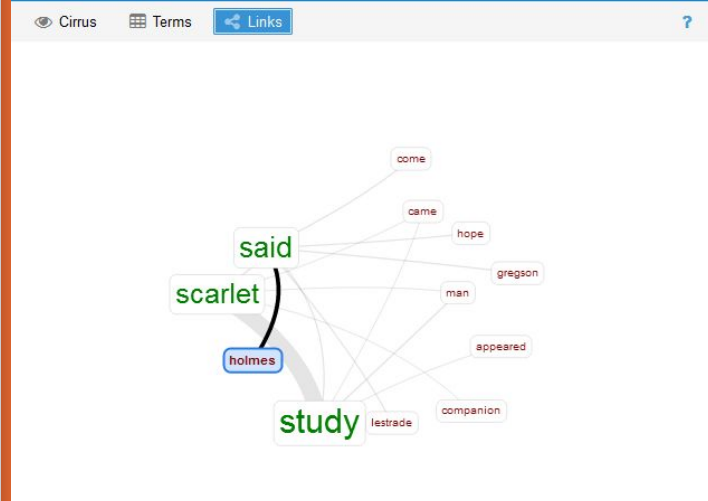 Cirrus Terms Links ?
come
came
said
hope
gregson
scarlet
man
appeared
holmes
companion
study
lestrade